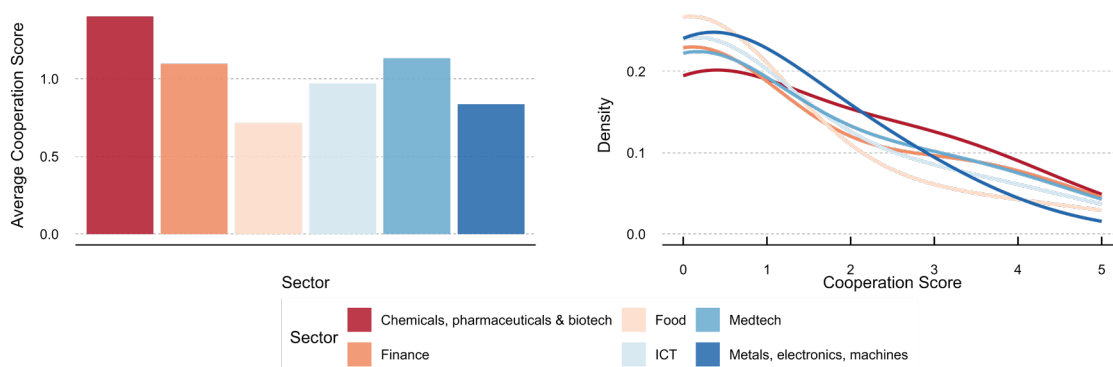 Average Cooperation Score
1.0
0.5
0.0
Sector
Density
0.2
0.1
0.0
0 1 2 3 4 5
Cooperation Score
Sector
Chemicals, pharmaceuticals & biotech Food Medtech
Finance ICT Metals, electronics, machines